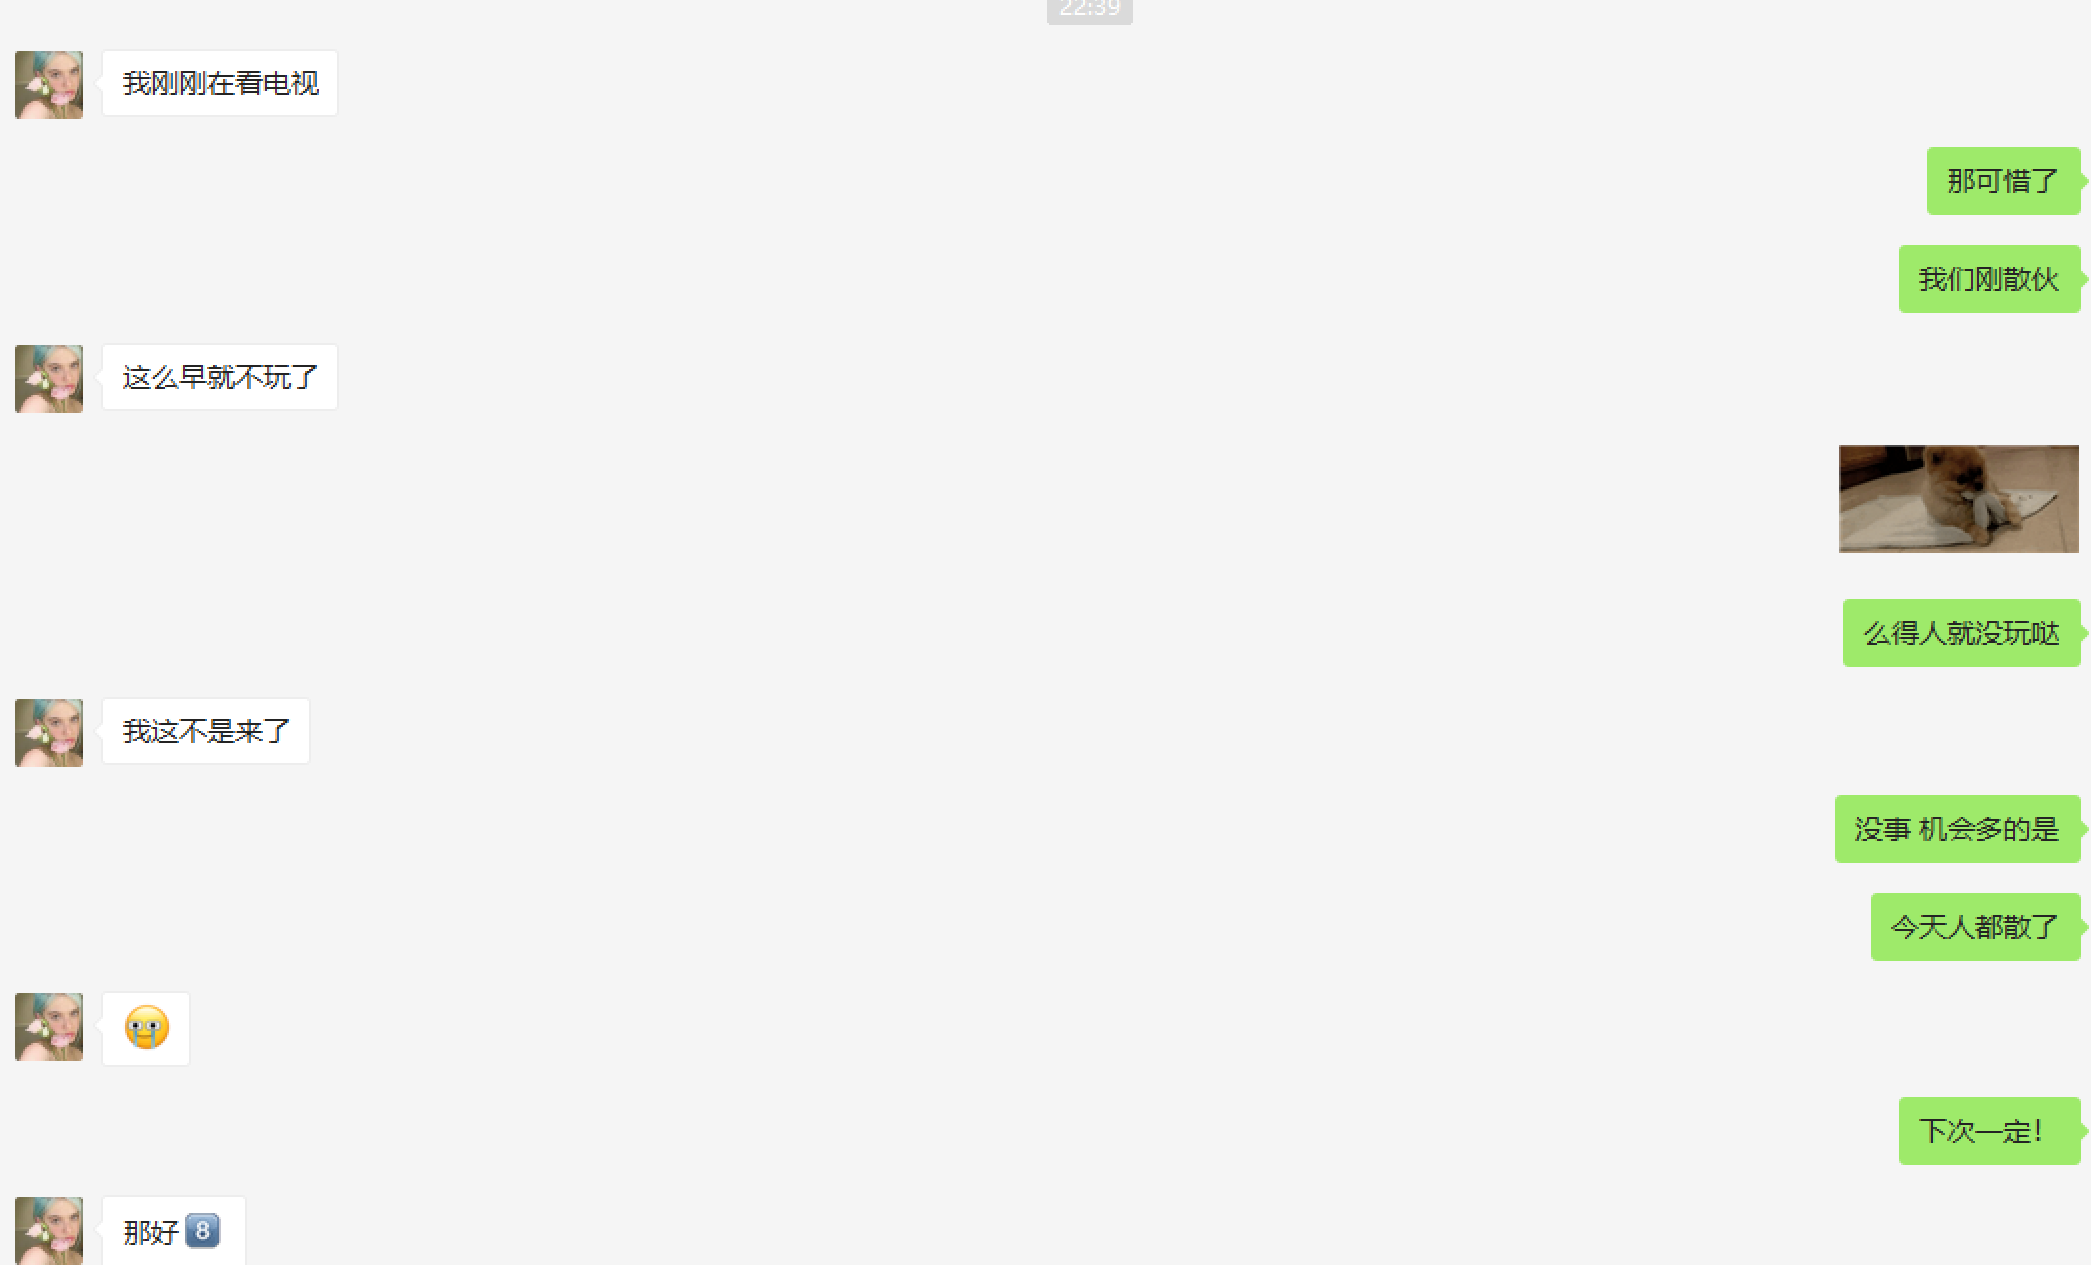 22:39
我刚刚在看电视
那可惜了
我们刚散伙
这么早就不玩了
么得人就没玩哒
我这不是来了
没事 机会多的是
今天人都散了
下次一定！
那好8